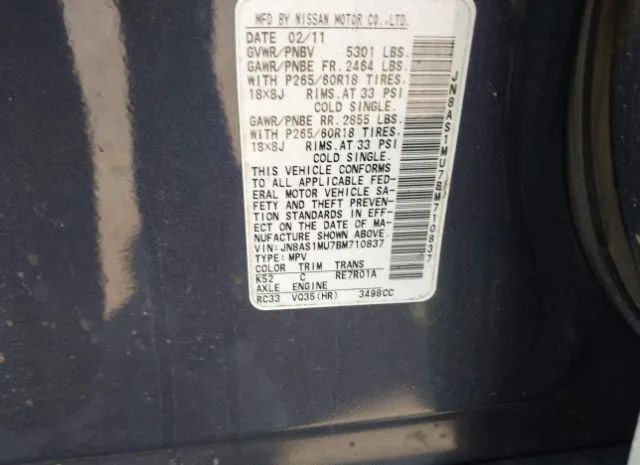 MFD BY NISSAN MOTOR CO.,LTD.
DATE 02/11
GVWR/PNBV 5301 LBS.
GAWR/PNBE FR. 2464 LBS.
WITH P265/60R18 TIRES.
18X8J RIMS. AT 33 PSI
COLD SINGLE.
GAWR/PNBE RR. 2855 LBS.
WITH P265/60R18 TIRES.
18X8J RIMS. AT 33 PSI
COLD SINGLE.
THIS VEHICLE CONFORMS
TO ALL APPLICABLE FED-
ERAL MOTOR VEHICLE SA-
FETY AND THEFT PREVEN-
TION STANDARDS IN EFF-
ECT ON THE DATE OF MA-
NUFACTURE SHOWN ABOVE.
VIN: JN8AS1MU7BM710837
TYPE: MPV
COLOR TRIM TRANS
K52 C RE7R01A
AXLE ENGINE
RC33 VQ35(HR) 3498CC
JN8AS1MU7BM710837